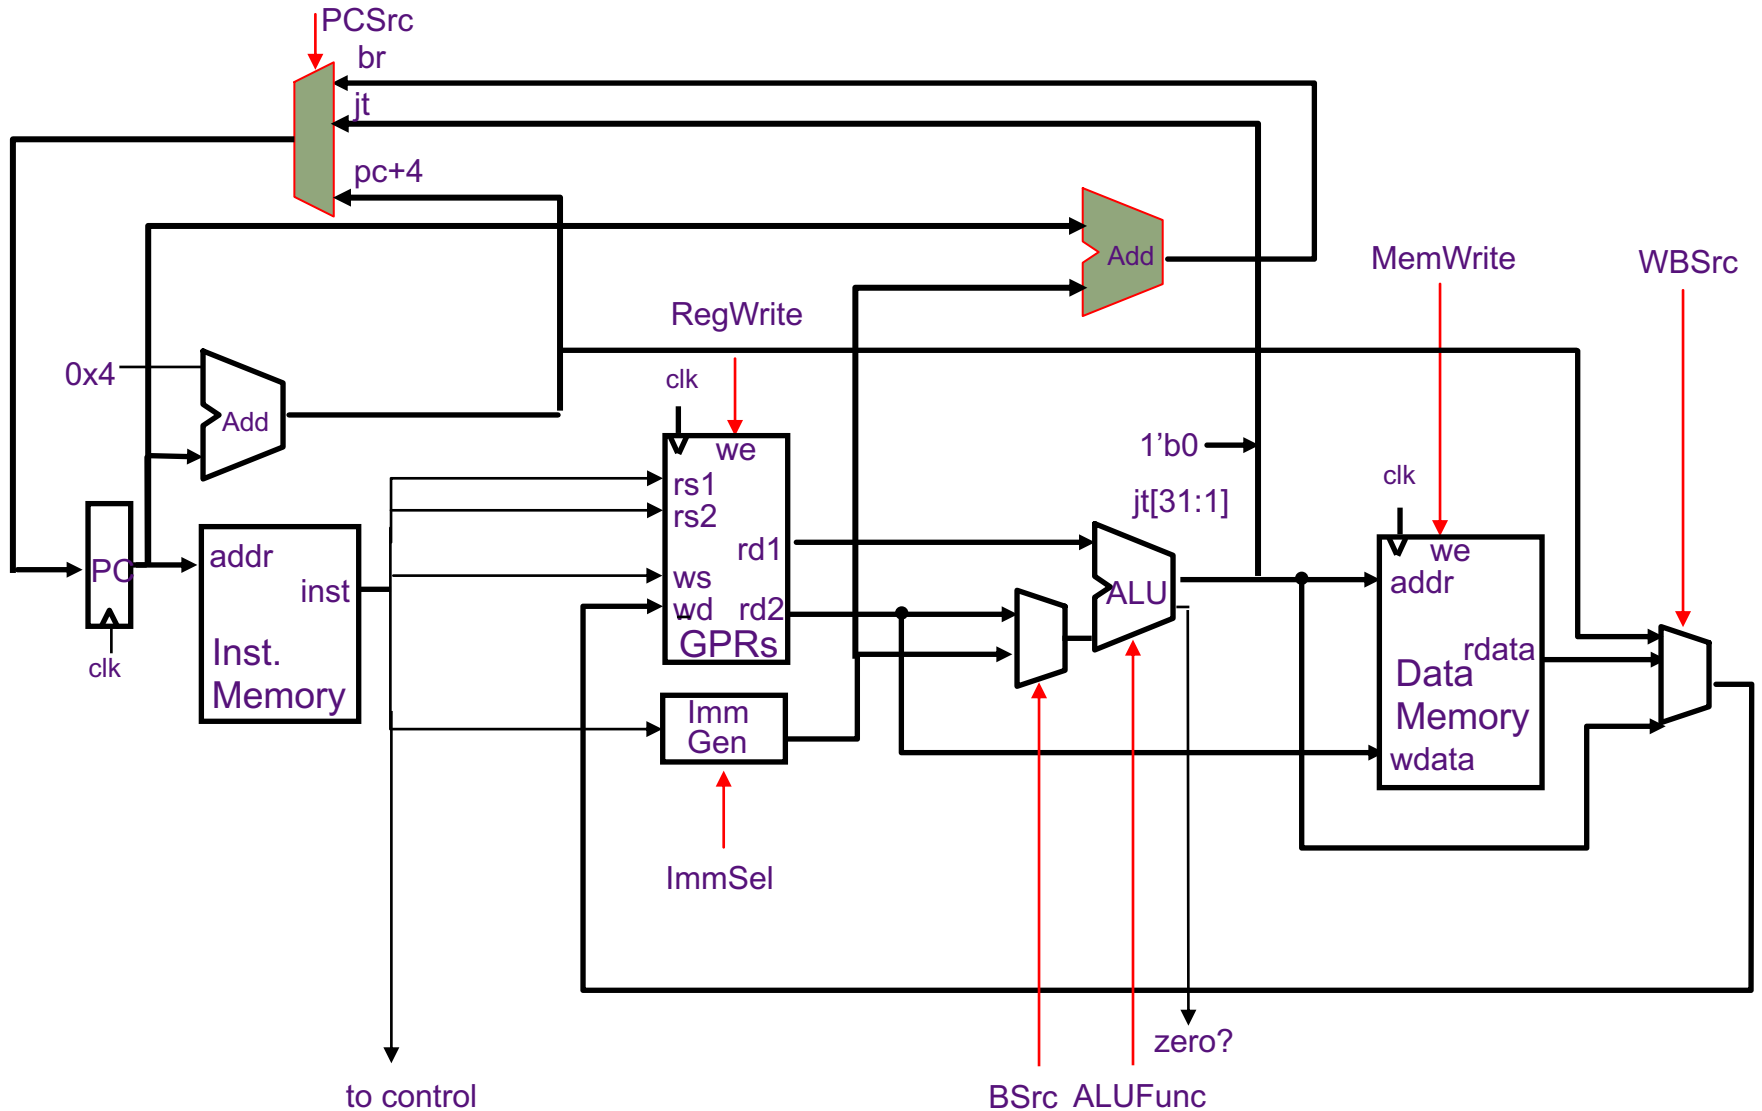 PCSrc
br
jt
pc+4
Add
MemWrite
WBSrc
RegWrite
0x4
clk
Add
we
1'b0
clk
rs1
rs2
jt[31:1]
addr
rd1
we
PC
inst
ws
ALU
addr
wd
rd2
GPRs
clk
Inst.
Memory
rdata
Data
Memory
Imm
Gen
wdata
ImmSel
zero?
to control
BSrc
ALUFunc